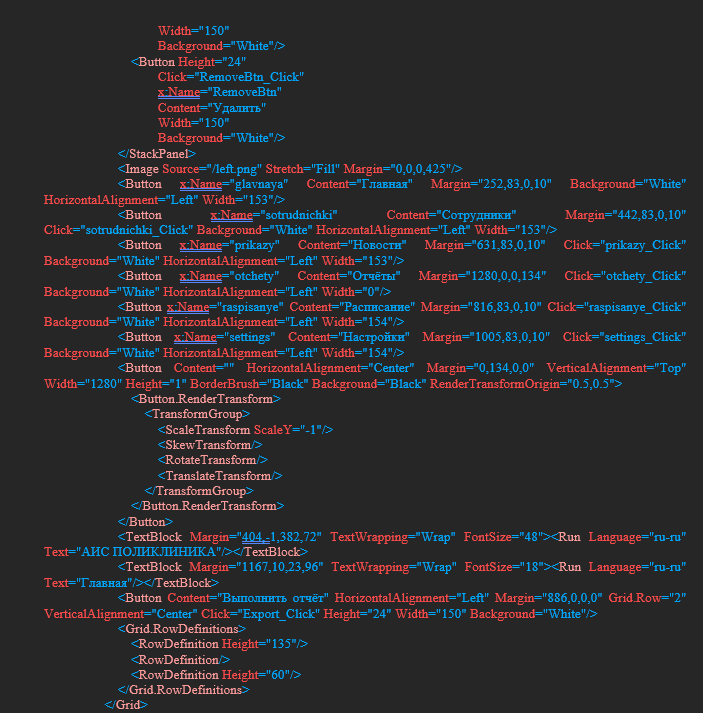 Width="150"
Background="White"/>
<Button Height="24"
Click="RemoveBtn_Click"
x:Name="RemoveBtn"
Content="Удалить"
Width="150"
Background="White"/>
</StackPanel>
<Image Source="/left.png" Stretch="Fill" Margin="0,0,0,425"/>
<Button x:Name="glavnaya" Content="Главная" Margin="252,83,0,10" Background="White"
HorizontalAlignment="Left" Width="153"/>
<Button x:Name="sotrudnichki" Content="Сотрудники" Margin="442,83,0,10"
Click="sotrudnichki_Click" Background="White" HorizontalAlignment="Left" Width="153"/>
<Button x:Name="prikazy" Content="Новости" Margin="631,83,0,10" Click="prikazy_Click"
Background="White" HorizontalAlignment="Left" Width="153"/>
<Button x:Name="otchety" Content="Отчёты" Margin="1280,0,0,134" Click="otchety_Click"
Background="White" HorizontalAlignment="Left" Width="0"/>
<Button x:Name="raspisanye" Content="Расписание" Margin="816,83,0,10" Click="raspisanye_Click"
Background="White" HorizontalAlignment="Left" Width="154"/>
<Button x:Name="settings" Content="Настройки" Margin="1005,83,0,10" Click="settings_Click"
Background="White" HorizontalAlignment="Left" Width="154"/>
<Button Content="" HorizontalAlignment="Center" Margin="0,134,0,0" VerticalAlignment="Top"
Width="1280" Height="1" BorderBrush="Black" Background="Black" RenderTransformOrigin="0.5,0.5">
<Button.RenderTransform>
<TransformGroup>
<ScaleTransform ScaleY="-1"/>
<SkewTransform/>
<RotateTransform/>
<TranslateTransform/>
</TransformGroup>
</Button.RenderTransform>
</Button>
<TextBlock Margin="404,-1,382,72" TextWrapping="Wrap" FontSize="48"><Run Language="ru-ru"
Text="АИС ПОЛИКЛИНИКА"/></TextBlock>
<TextBlock Margin="1167,10,23,96" TextWrapping="Wrap" FontSize="18"><Run Language="ru-ru"
Text="Главная"/></TextBlock>
<Button Content="Выполнить отчёт" HorizontalAlignment="Left" Margin="886,0,0,0" Grid.Row="2"
VerticalAlignment="Center" Click="Export_Click" Height="24" Width="150" Background="White"/>
<Grid.RowDefinitions>
<RowDefinition Height="135"/>
<RowDefinition/>
<RowDefinition Height="60"/>
</Grid.RowDefinitions>
</Grid>